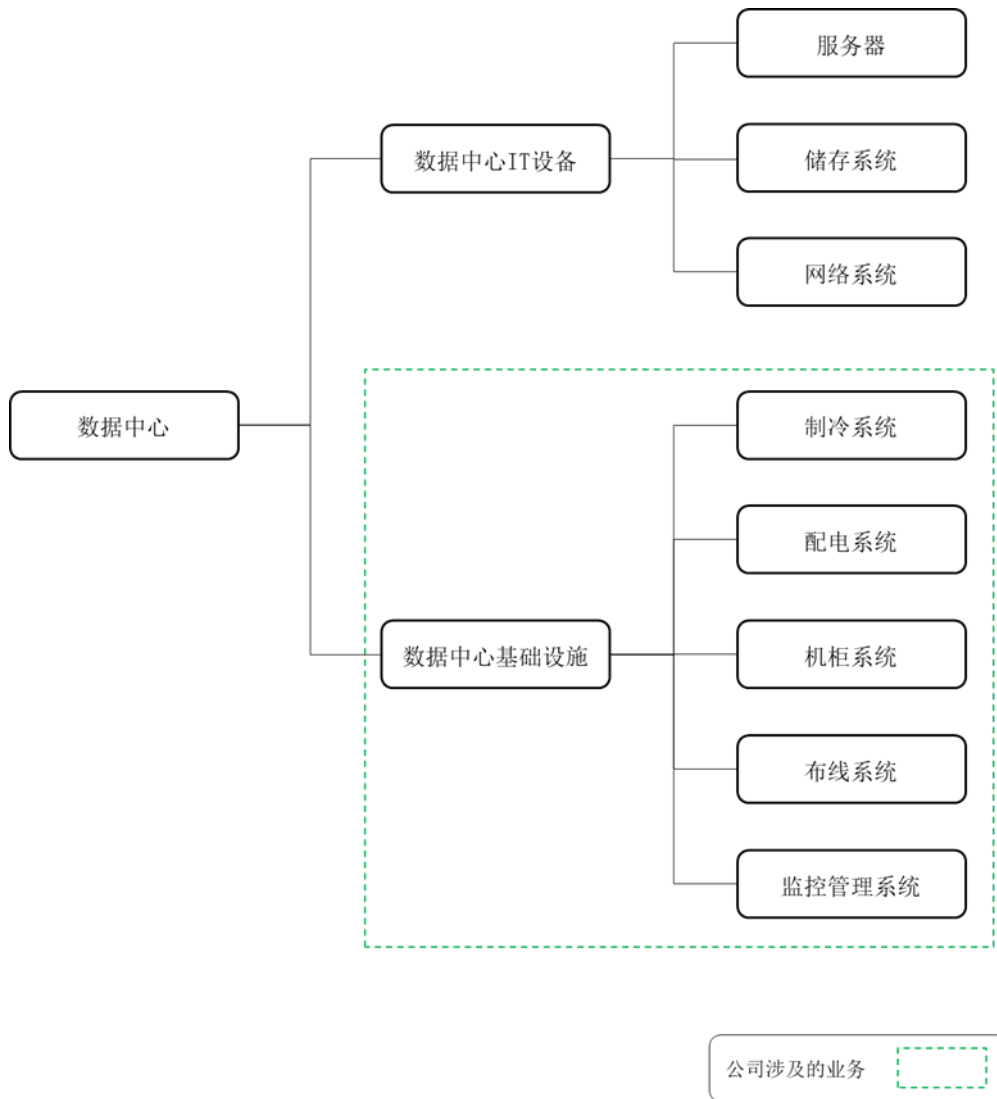 服务器
数据中心IT设备
储存系统
网络系统
数据中心
制冷系统
配电系统
数据中心基础设施
机柜系统
布线系统
监控管理系统
公司涉及的业务